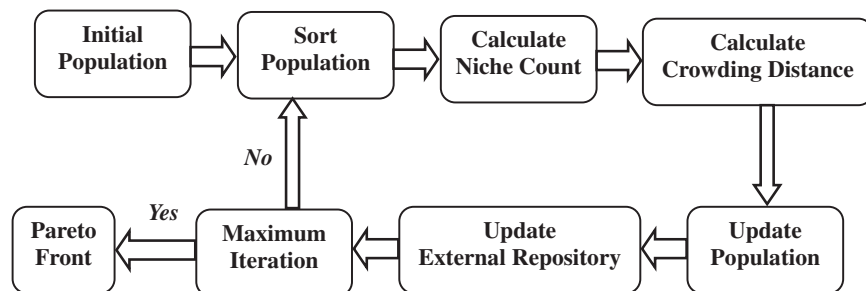 Initial
Population
Sort
Population
Calculate
Niche Count
Calculate
Crowding Distance
No
Yes
Pareto
Front
Maximum
Iteration
Update
External Repository
Update
Population